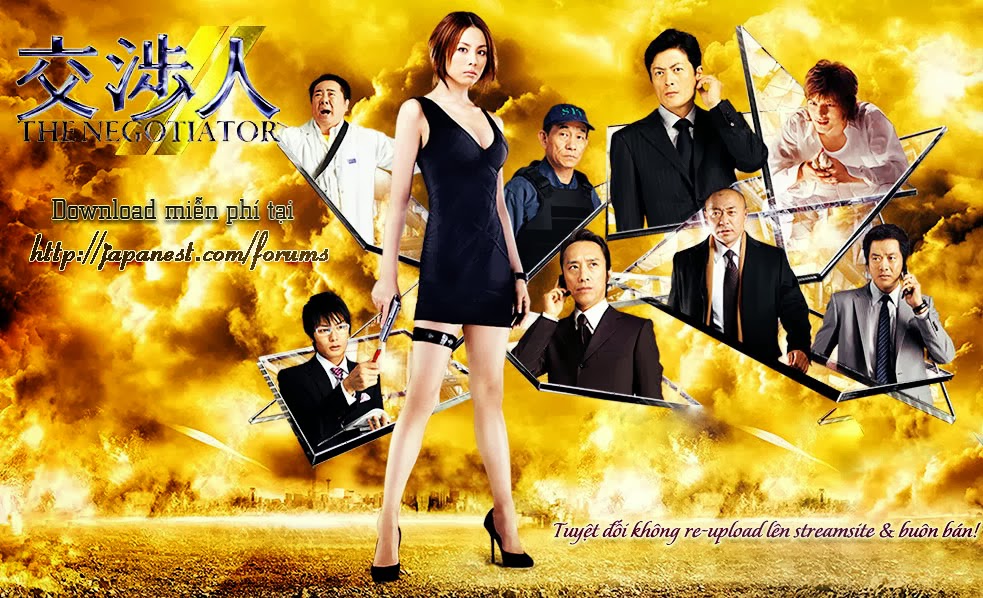 交渉人
THE NEGOTIATOR
Download miễn phí tại
http://japanest.com/forums
Tuyệt đối không re-upload lên streamsite & buôn bán!